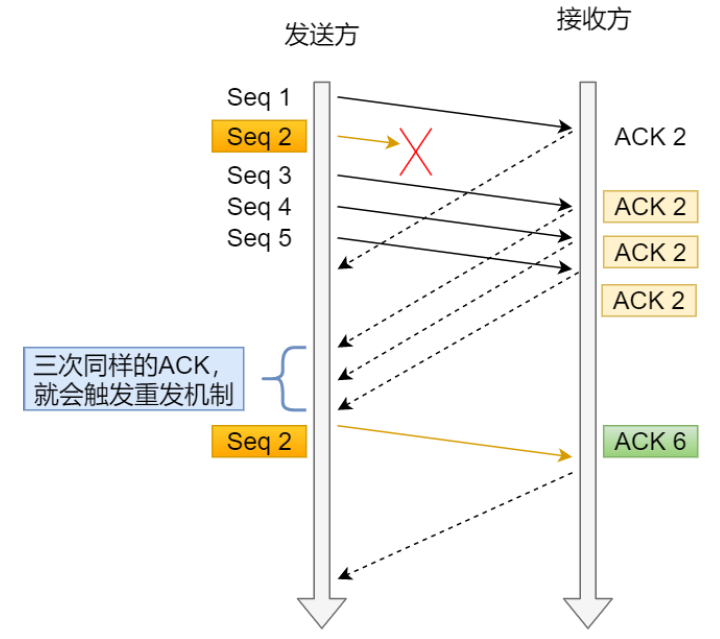 发送方
接收方
Seq 1
Seq 2
ACK 2
Seq 3
Seq 4
ACK 2
Seq 5
ACK 2
ACK 2
三次同样的ACK，
就会触发重发机制
Seq 2
ACK 6